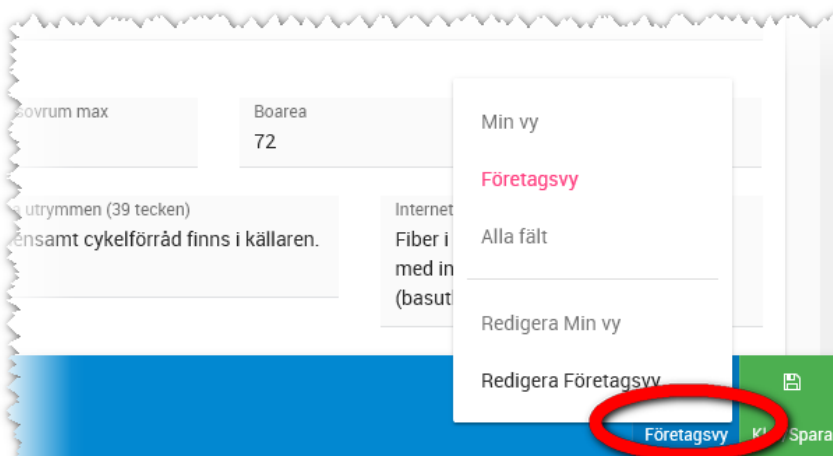 sovrum max
Boarea
72
utrymmen (39 tecken)
ensamt cykelförråd finns i källaren.
Internet
Fiber i
med in
(basut
Min vy
Företagsvy
Alla fält
Redigera Min vy
Redigera Företagsvy
Företagsvy
Spara